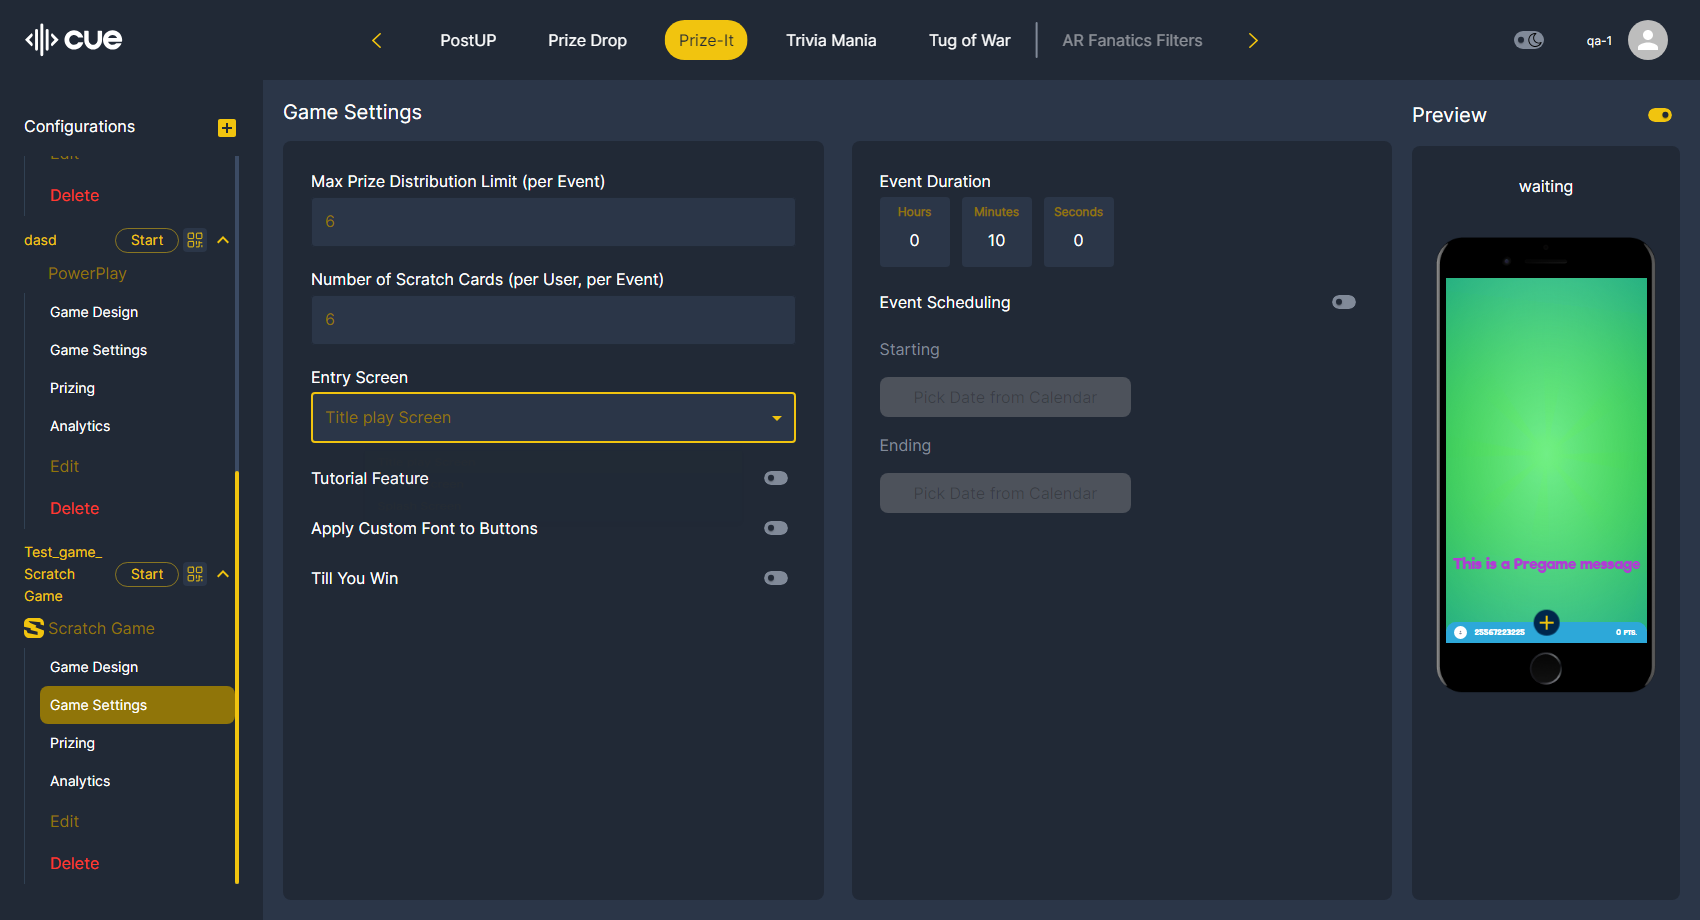 cue
PostUP
Prize Drop
Prize-It
Trivia Mania
Tug of War
AR Fanatics Filters
qa-1
Configurations
Edit
Delete
dasd
Start
PowerPlay
Game Design
Game Settings
Prizing
Analytics
Edit
Delete
Test_game_
Scratch
Game
Start
Scratch Game
Game Design
Game Settings
Prizing
Analytics
Edit
Delete
Game Settings
Max Prize Distribution Limit (per Event)
6
Number of Scratch Cards (per User, per Event)
6
Entry Screen
Title play Screen
Tutorial Feature
Apply Custom Font to Buttons
Till You Win
Event Duration
Hours
0
Minutes
10
Seconds
0
Event Scheduling
Starting
Pick Date from Calendar
Ending
Pick Date from Calendar
Preview
waiting
This is a Pregame message
25567223225
0 PTS.